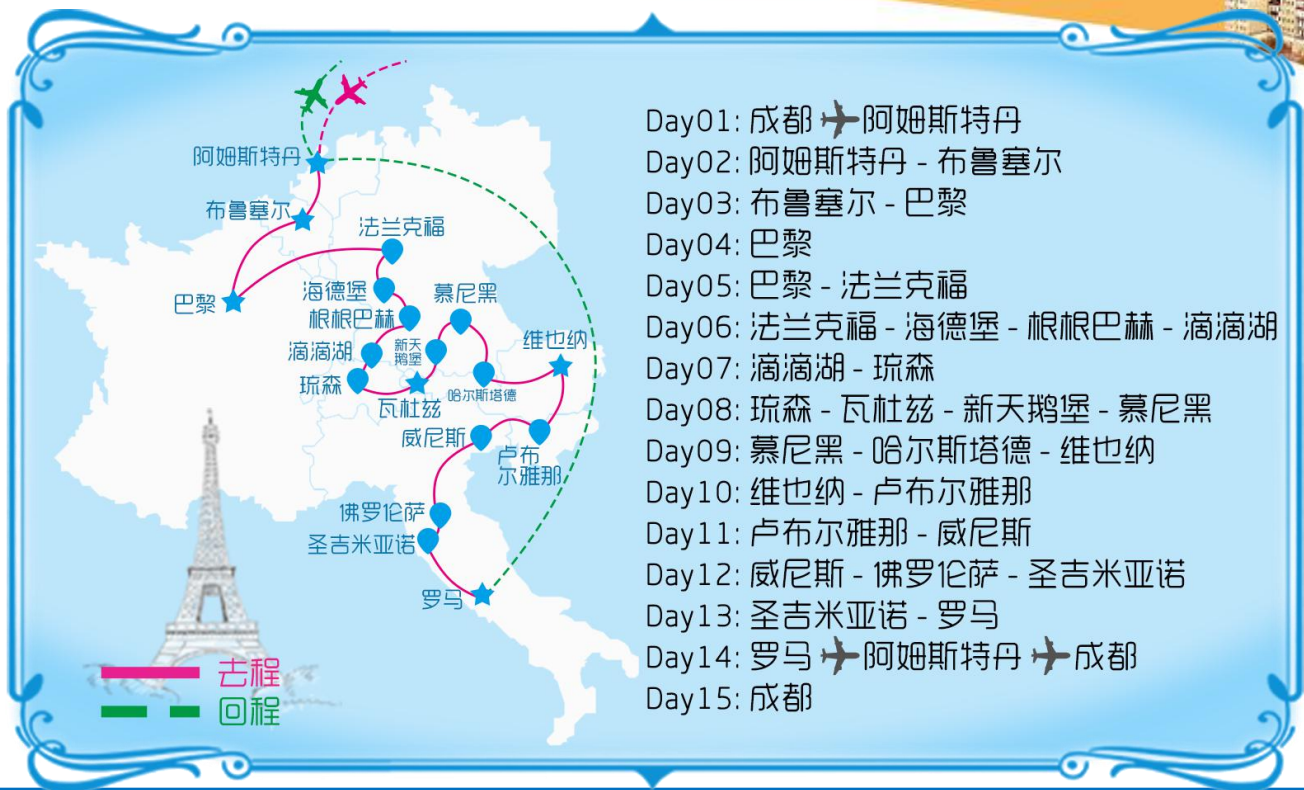 阿姆斯特丹
布鲁塞尔
法兰克福
巴黎
海德堡
根根巴赫
慕尼黑
滴滴湖
新天
鹅堡
维也纳
琉森
瓦杜兹
哈尔斯塔德
威尼斯
卢布
尔雅那
佛罗伦萨
圣吉米亚诺
罗马
去程
回程
Day01: 成都✈阿姆斯特丹
Day02: 阿姆斯特丹 - 布鲁塞尔
Day03: 布鲁塞尔 - 巴黎
Day04: 巴黎
Day05: 巴黎 - 法兰克福
Day06: 法兰克福 - 海德堡 - 根根巴赫 - 滴滴湖
Day07: 滴滴湖 - 琉森
Day08: 琉森 - 瓦杜兹 - 新天鹅堡 - 慕尼黑
Day09: 慕尼黑 - 哈尔斯塔德 - 维也纳
Day10: 维也纳 - 卢布尔雅那
Day11: 卢布尔雅那 - 威尼斯
Day12: 威尼斯 - 佛罗伦萨 - 圣吉米亚诺
Day13: 圣吉米亚诺 - 罗马
Day14: 罗马✈阿姆斯特丹✈成都
Day15: 成都